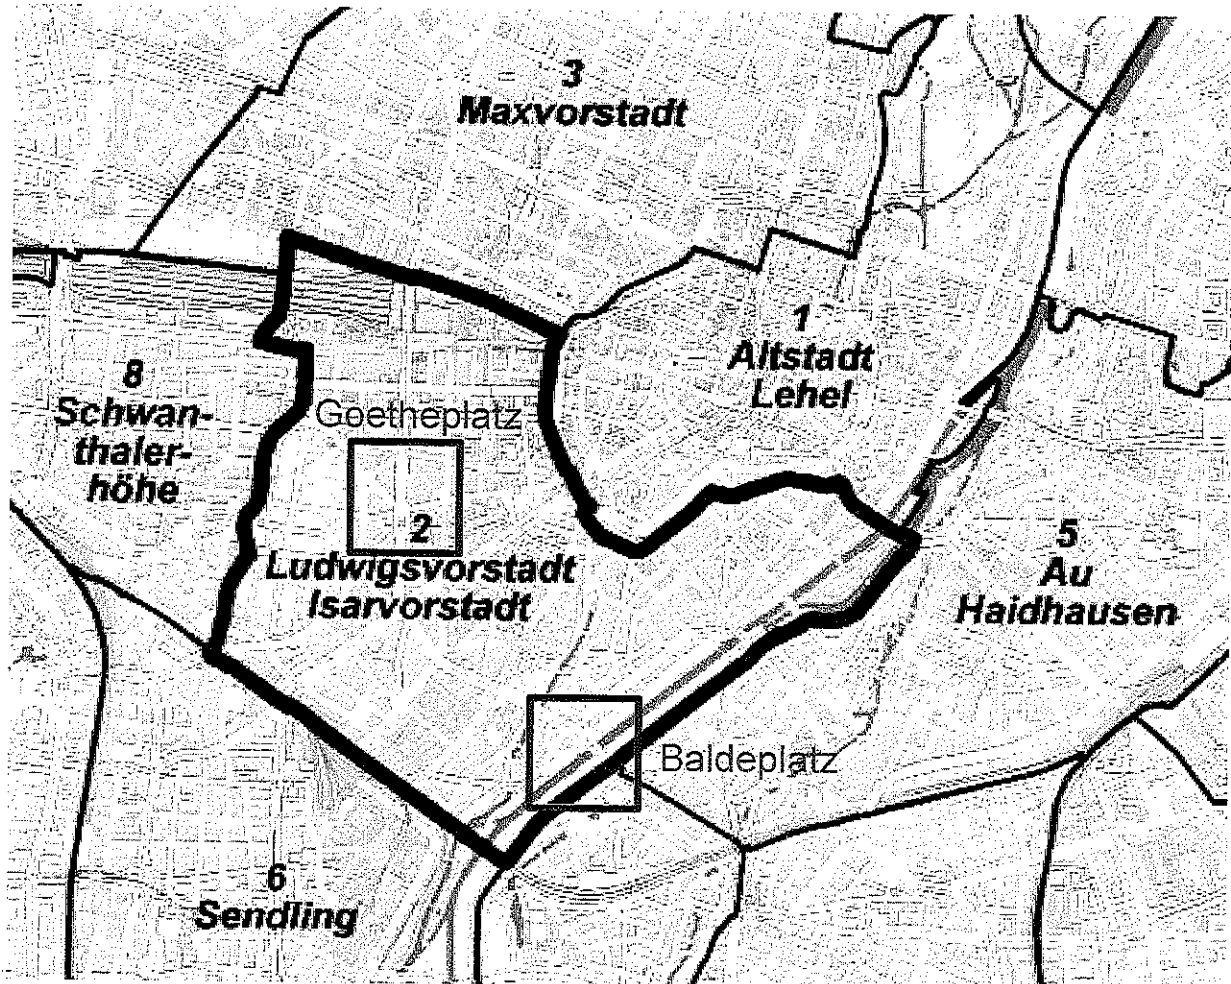 3
Maxvorstadt
1
Altstadt
Lehel
8
Schwan-
thaler-
höhe
Goetheplatz
2
Ludwigsvorstadt
Isarvorstadt
5
Au
Haidhausen
Baldeplatz
6
Sendling